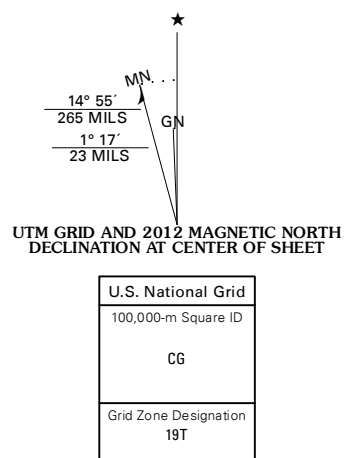 ★
MN
14° 55´
265 MILS
GN
1° 17´
23 MILS
UTM GRID AND 2012 MAGNETIC NORTH
DECLINATION AT CENTER OF SHEET
U.S. National Grid
100,000-m Square ID
CG
Grid Zone Designation
19T